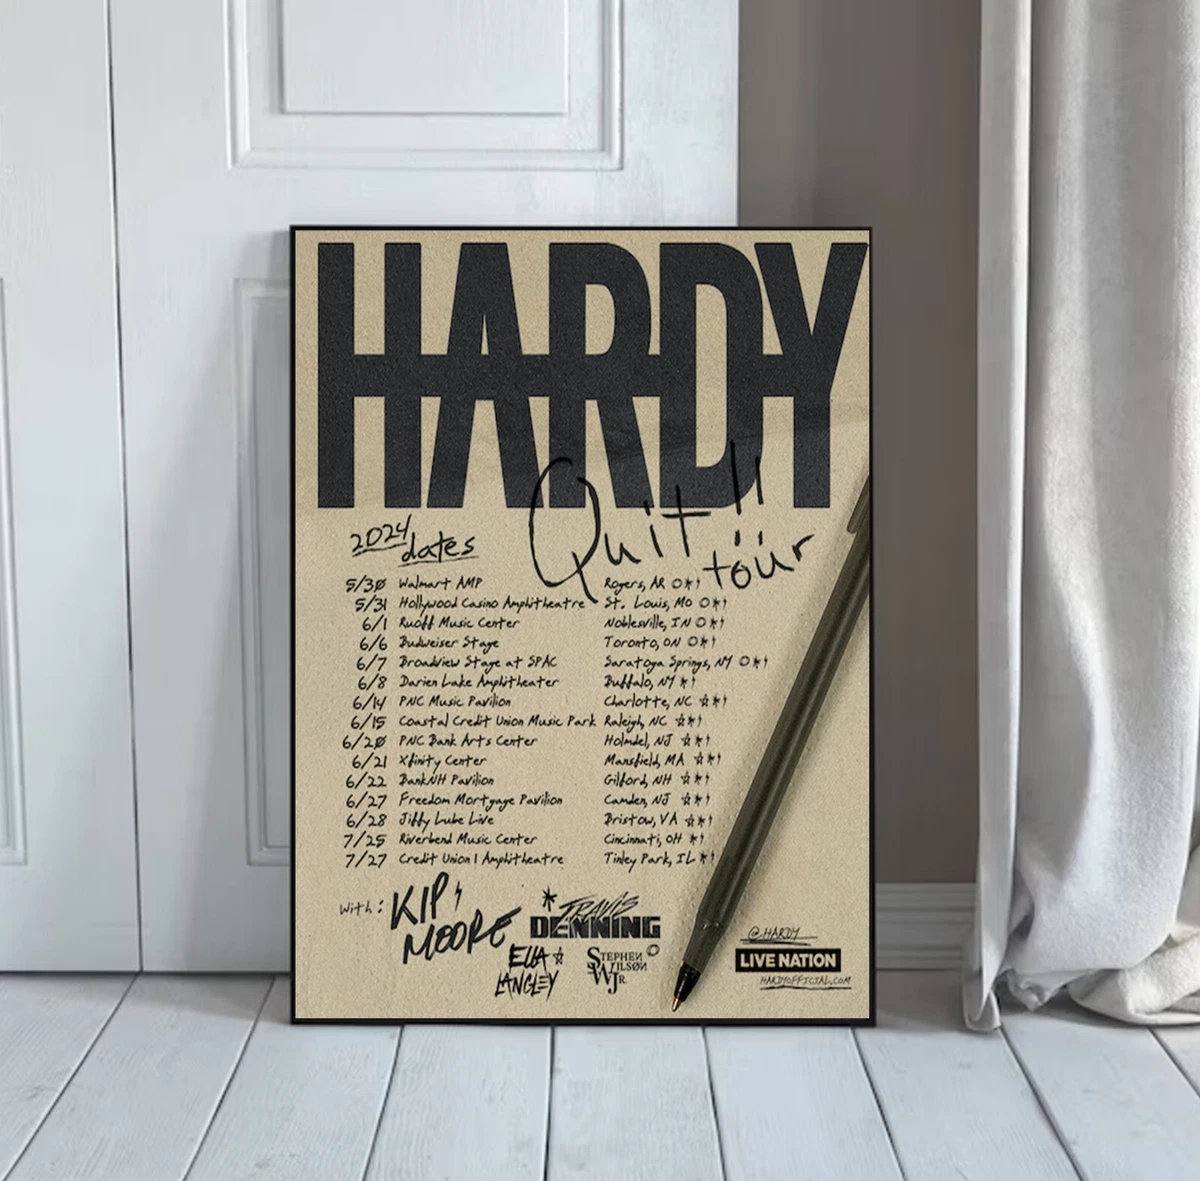 HARDY
Quit!!
tour
2024
dates
5/30 Walmart AMP Rogers, AR
5/31 Hollywood Casino Amphitheatre St. Louis, MO
6/1 Ruoff Music Center Noblesville, IN
6/6 Budweiser Stage Toronto, ON
6/7 Broadview Stage at SPAC Saratoga Springs, NY
6/8 Darien Lake Amphitheater Buffalo, NY
6/14 PNC Music Pavilion Charlotte, NC
6/15 Coastal Credit Union Music Park Raleigh, NC
6/20 PNC Bank Arts Center Holmdel, NJ
6/21 Xfinity Center Mansfield, MA
6/22 BankNH Pavilion Gilford, NH
6/27 Freedom Mortgage Pavilion Camden, NJ
6/28 Jiffy Lube Live Bristow, VA
7/25 Riverbend Music Center Cincinnati, OH
7/27 Credit Union 1 Amphitheatre Tinley Park, IL
with: KIP MOORE
TRAVIS
DENNING
ELLA
LANGLEY
STEPHEN
WILSON
JR.
@HARDY
LIVE NATION
HARDYOFFICIAL.COM